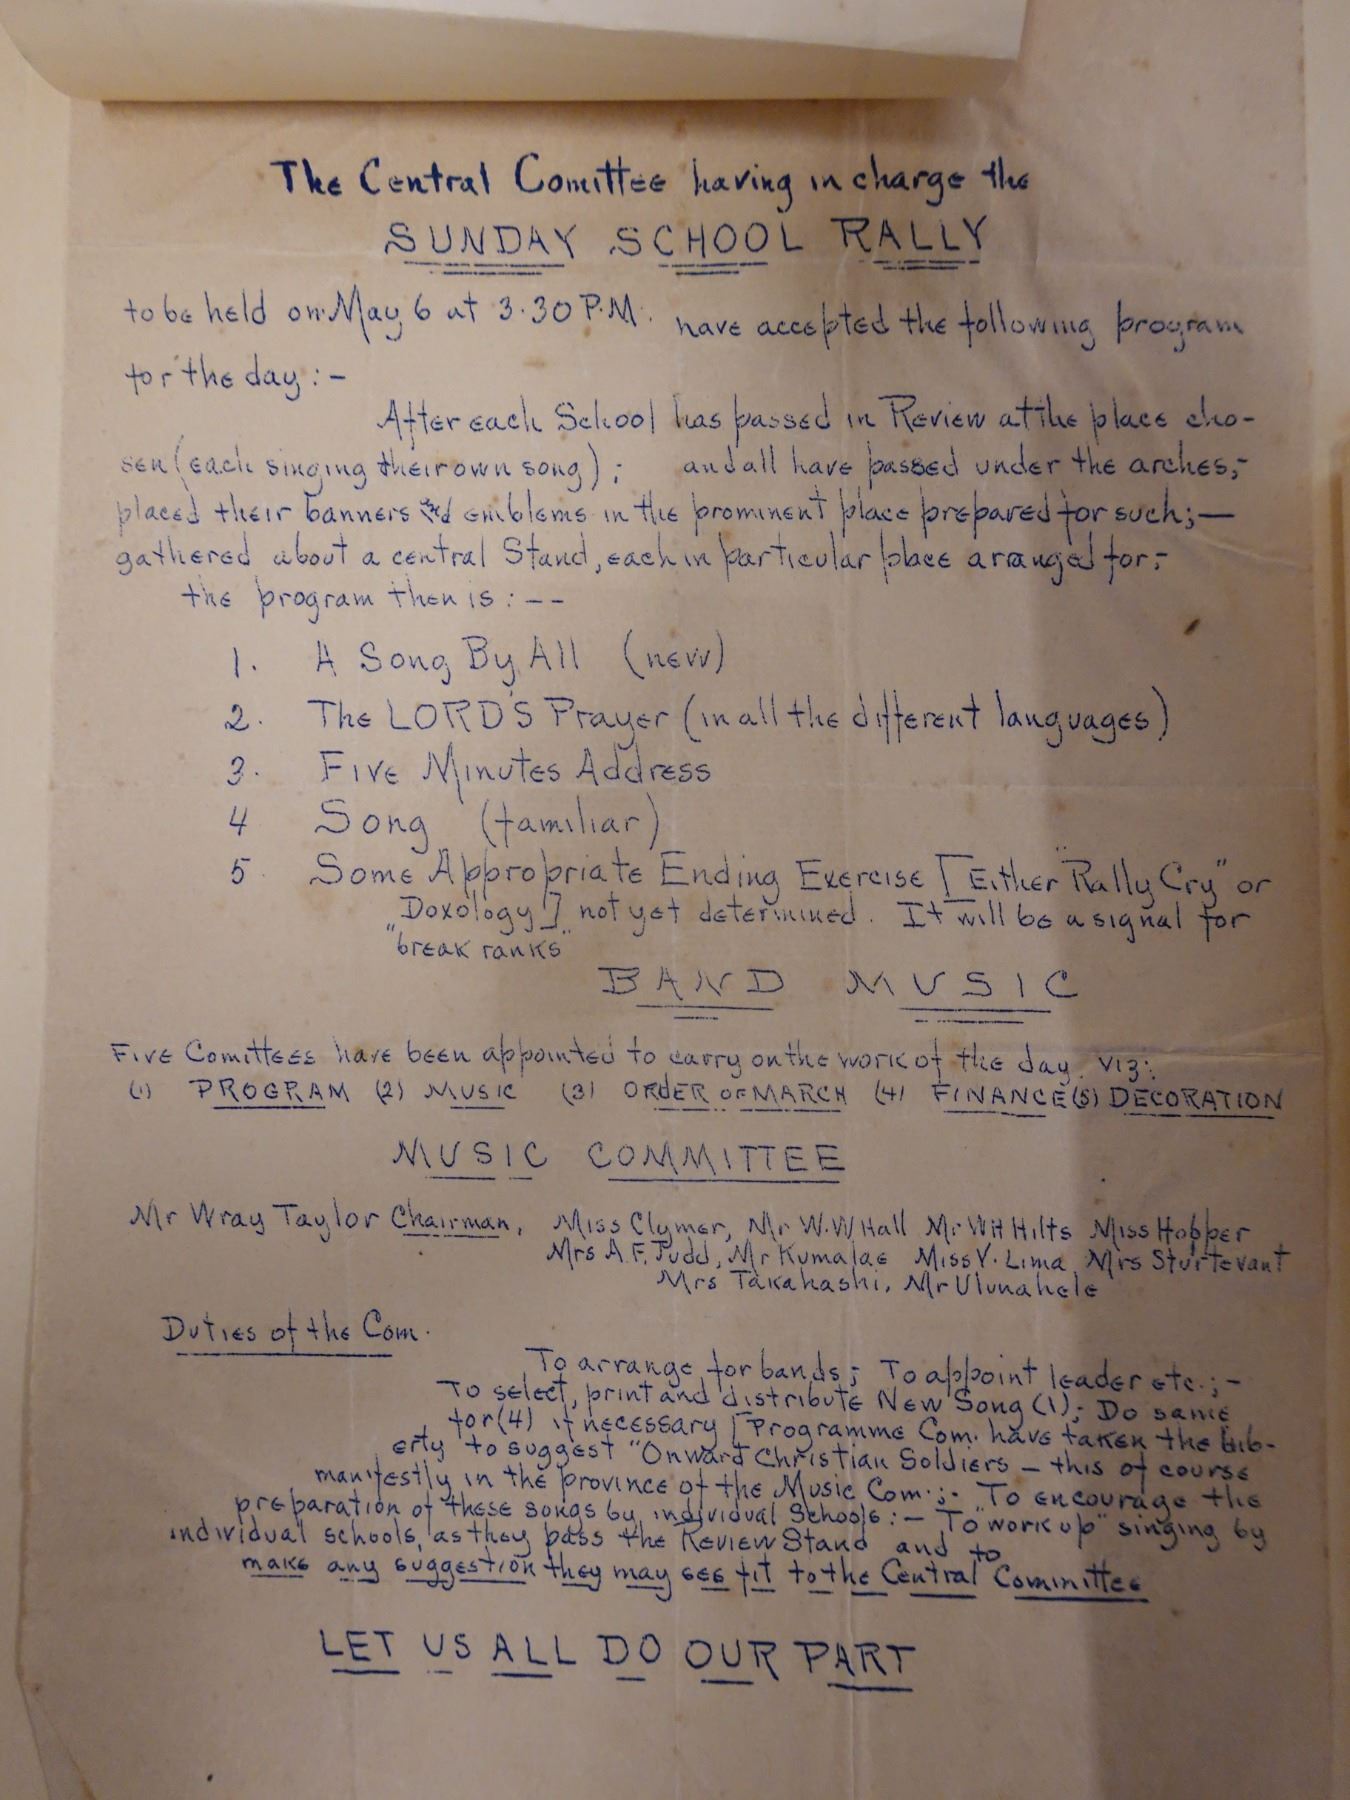 The Central Comittee having in charge the
SUNDAY SCHOOL RALLY
to be held on May 6 at 3.30 P.M. have accepted the following program
for the day :-
After each School has passed in Review at the place cho-
sen (each singing their own song) ; and all have passed under the arches,-
placed their banners and emblems in the prominent place prepared for such; —
gathered about a central Stand, each in particular place arranged for;-
the program then is : --
1. A Song By All (new)
2. The LORD'S Prayer (in all the different languages)
3. Five Minutes Address
4 Song (familiar)
5 Some Appropriate Ending Exercise [Either "Rally Cry" or
Doxology] not yet determined. It will be a signal for
"break ranks"
BAND MUSIC
Five Comittees have been appointed to carry on the work of the day. viz:
(1) PROGRAM (2) MUSIC (3) ORDER OF MARCH (4) FINANCE (5) DECORATION
MUSIC COMMITTEE
Mr Wray Taylor Chairman, Miss Clymer, Mr W.W Hall Mr WH Hilts Miss Hopper
Mrs A.F. Judd, Mr Kumalae Miss V. Lima, Mrs Sturtevant
Mrs Takahashi, Mr Ulunahele
Duties of the Com.
To arrange for bands; To appoint leader etc.; -
To select, print and distribute New Song (1); Do same
for (4) if necessary [Programme Com. have taken the lib-
erty to suggest "Onward Christian Soldiers — this of course
manifestly in the province of the Music Com.;- To encourage the
preparation of these songs by individual Schools : — To "work up" singing by
individual schools, as they pass the Review Stand and to
make any suggestion they may see fit to the Central Committee
LET US ALL DO OUR PART